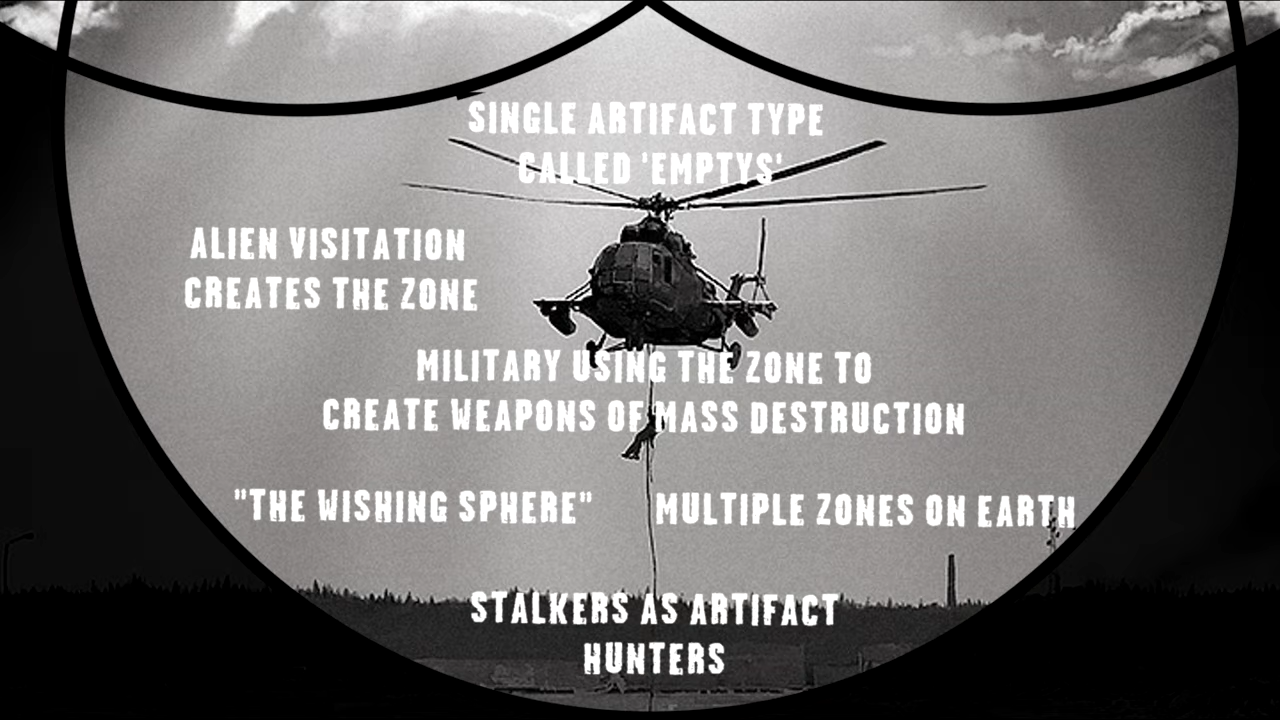 SINGLE ARTIFACT TYPE
CALLED 'EMPTYS'
ALIEN VISITATION
CREATES THE ZONE
MILITARY USING THE ZONE TO
CREATE WEAPONS OF MASS DESTRUCTION
"THE WISHING SPHERE"
MULTIPLE ZONES ON EARTH
STALKERS AS ARTIFACT
HUNTERS